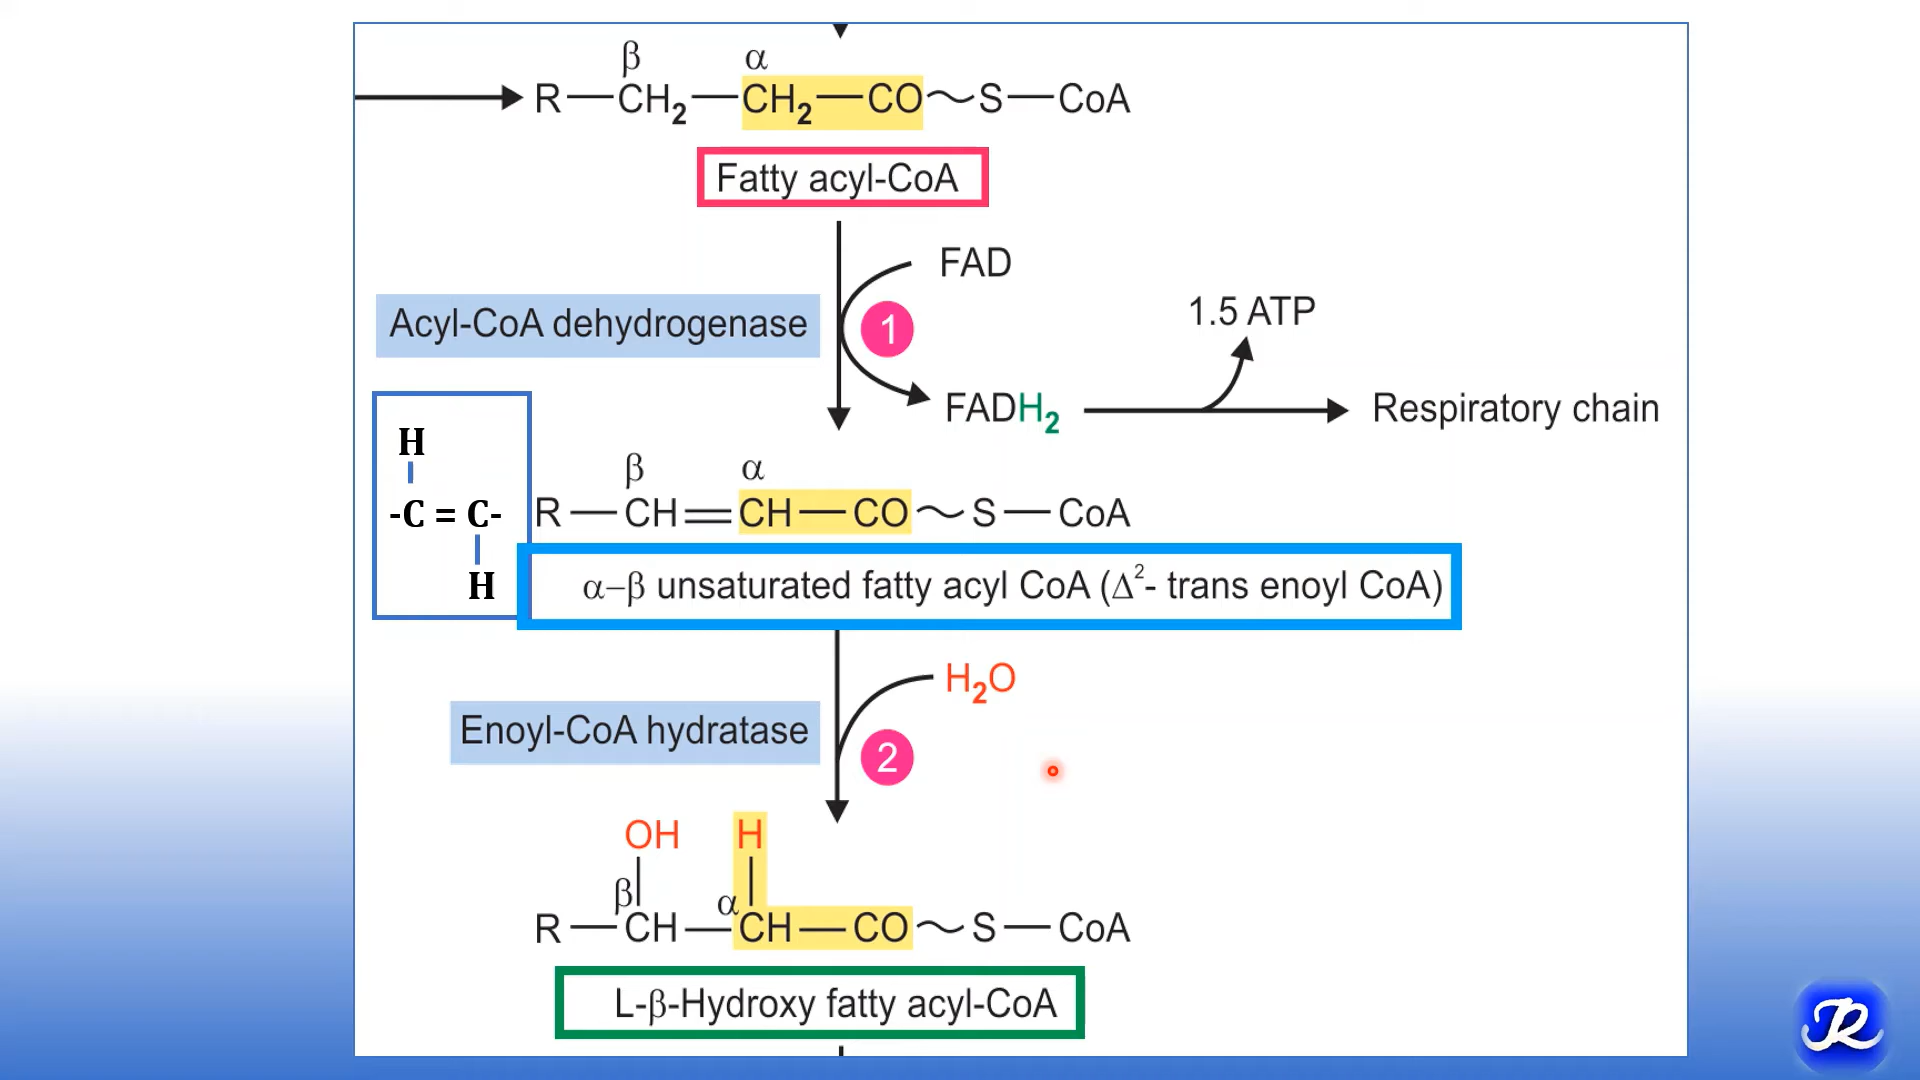 β α
R—CH₂—CH₂—CO～S—CoA
Fatty acyl-CoA
FAD
Acyl-CoA dehydrogenase
1
1.5 ATP
FADH₂
Respiratory chain
H
-C = C-
H
β α
R—CH=CH—CO～S—CoA
α–β unsaturated fatty acyl CoA (Δ²- trans enoyl CoA)
H₂O
Enoyl-CoA hydratase
2
OH H
β α
R—CH—CH—CO～S—CoA
L-β-Hydroxy fatty acyl-CoA